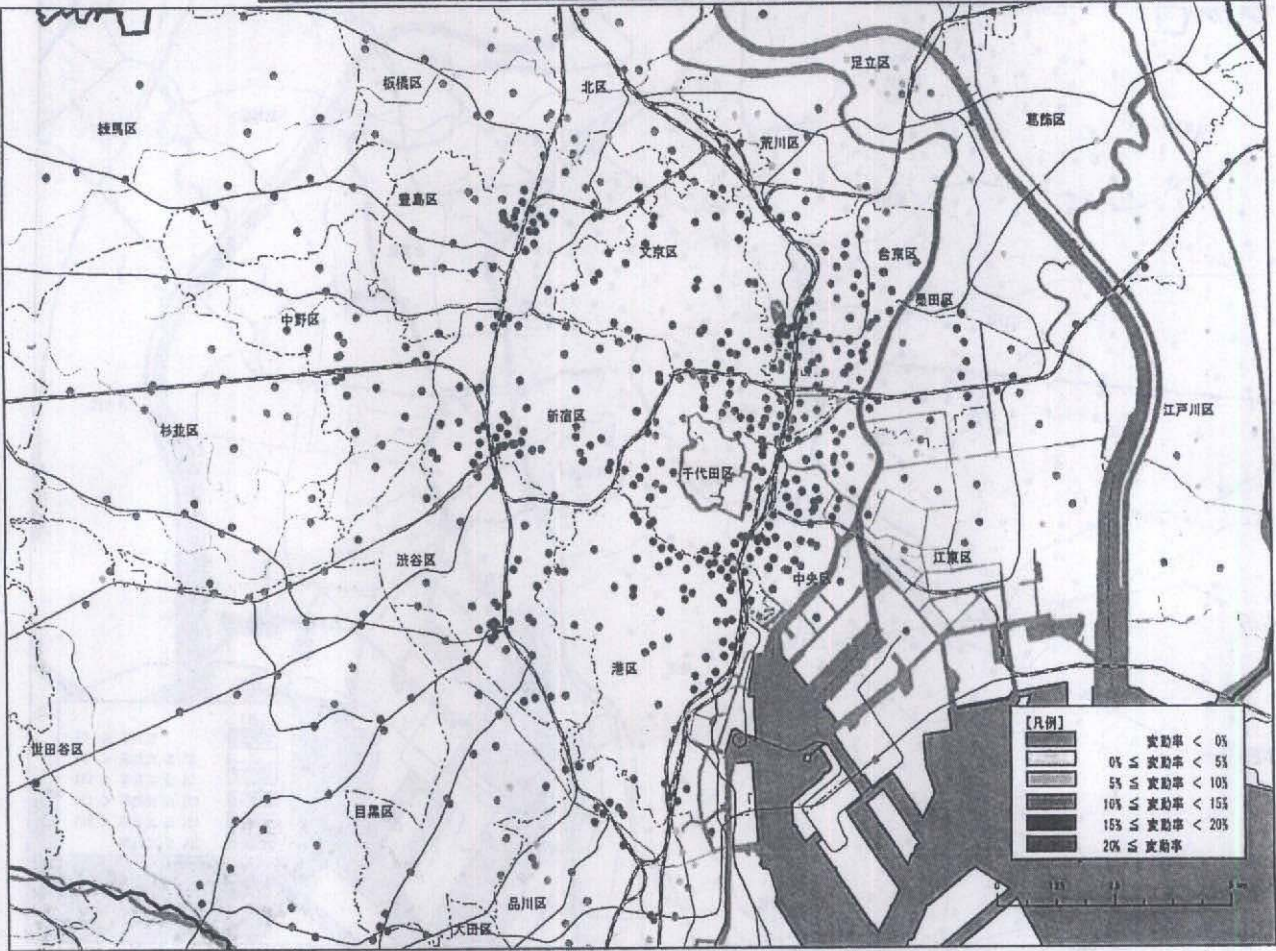 足立区
板橋区
北区
葛飾区
練馬区
荒川区
豊島区
文京区
台東区
墨田区
中野区
江戸川区
新宿区
杉並区
千代田区
渋谷区
江東区
中央区
港区
世田谷区
目黒区
品川区
大田区
[凡例]
変動率 < 0%
0% ≦ 変動率 < 5%
5% ≦ 変動率 < 10%
10% ≦ 変動率 < 15%
15% ≦ 変動率 < 20%
20% ≦ 変動率